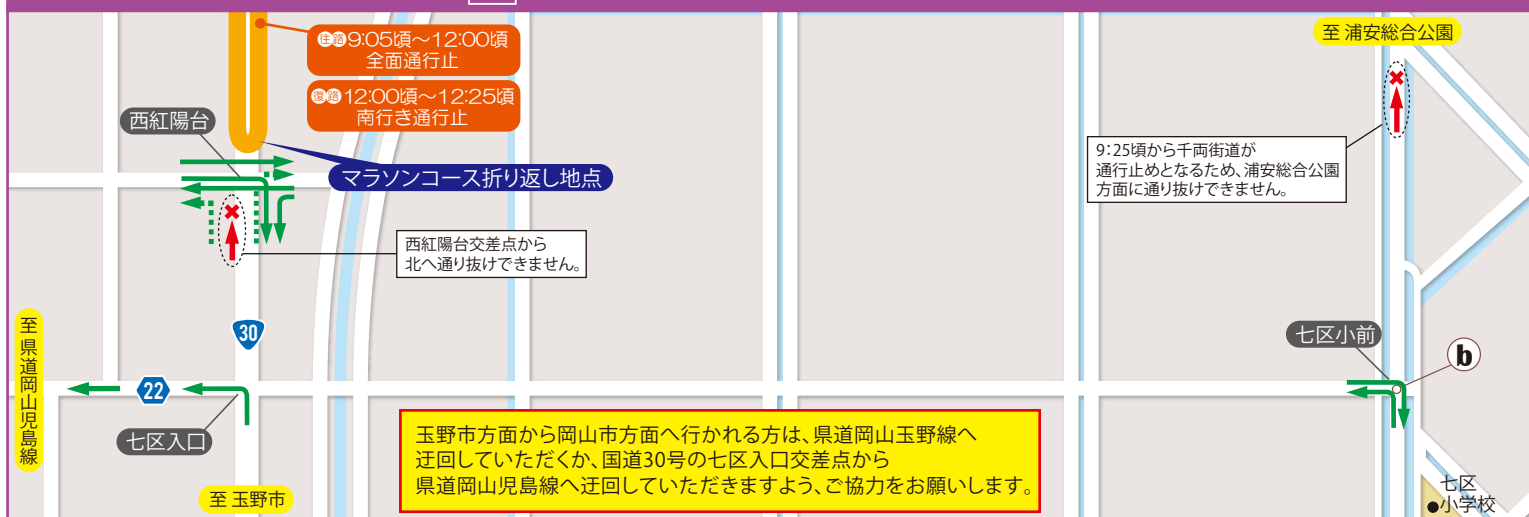 往路9:05頃～12:00頃
全面通行止
復路12:00頃～12:25頃
南行き通行止
西紅陽台
マラソンコース折り返し地点
西紅陽台交差点から
北へ通り抜けできません。
至 浦安総合公園
9:25頃から千両街道が
通行止めとなるため、浦安総合公園
方面に通り抜けできません。
至 県道岡山児島線
30
22
七区入口
至 玉野市
七区小前
b
玉野市方面から岡山市方面へ行かれる方は、県道岡山玉野線へ
迂回していただくか、国道30号の七区入口交差点から
県道岡山児島線へ迂回していただきますよう、ご協力をお願いします。
七区
●小学校